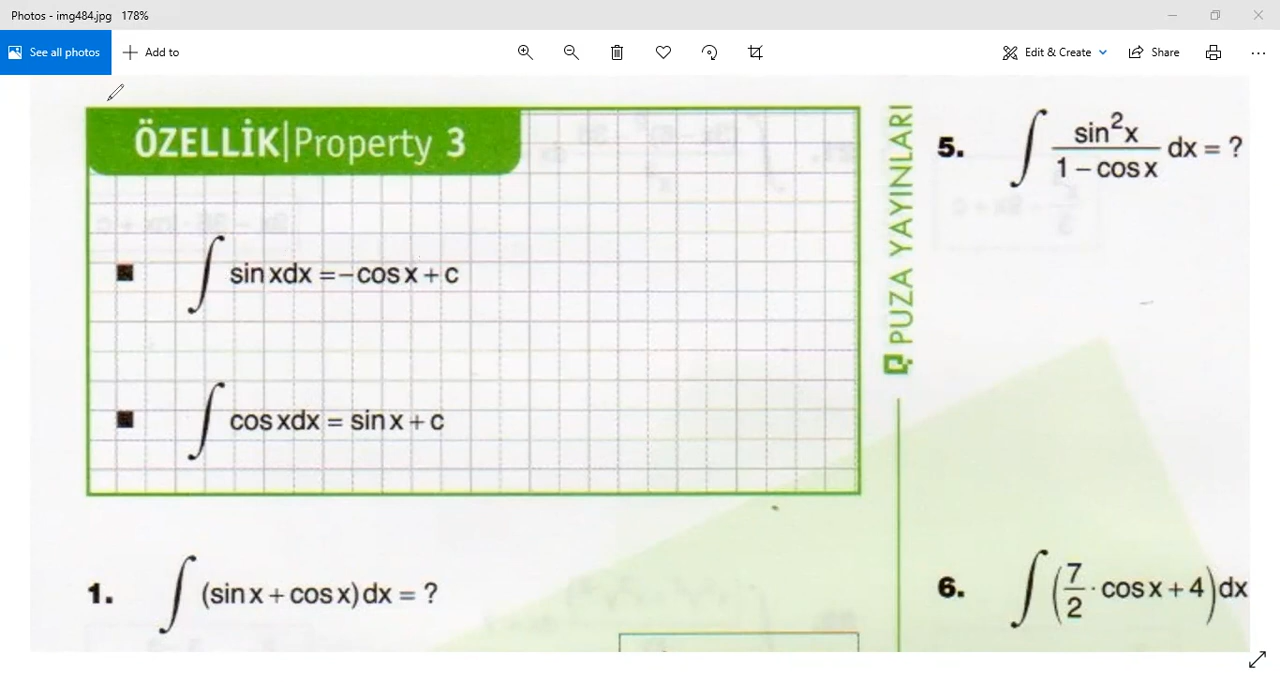 Photos - img484.jpg 178%
See all photos
Add to
Edit & Create
Share
ÖZELLİK|Property 3
∫ sin xdx = -cos x + c
∫ cos xdx = sin x + c
1. ∫ (sin x + cos x) dx = ?
PUZA YAYINLARI
5. ∫ sin²x / 1 - cos x dx = ?
6. ∫ (7/2 · cos x + 4) dx